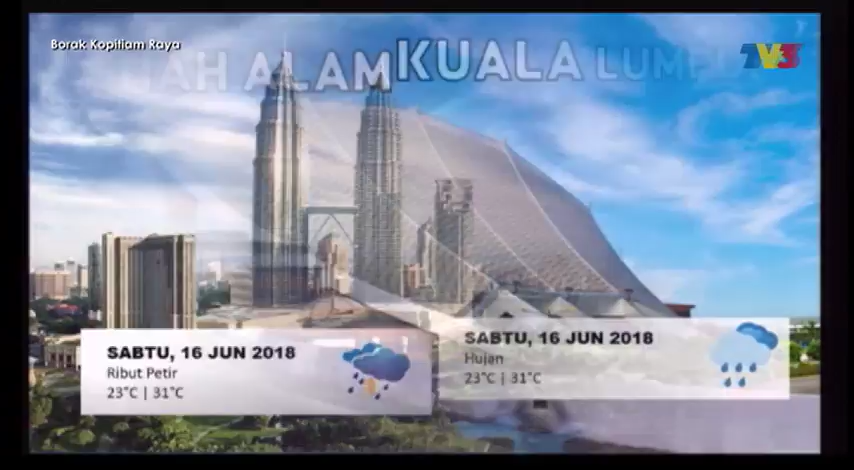 Borak Kopitiam Raya
TV3
AH ALAM
KUALA LUM
SABTU, 16 JUN 2018
Ribut Petir
23°C | 31°C
SABTU, 16 JUN 2018
Hujan
23°C | 31°C